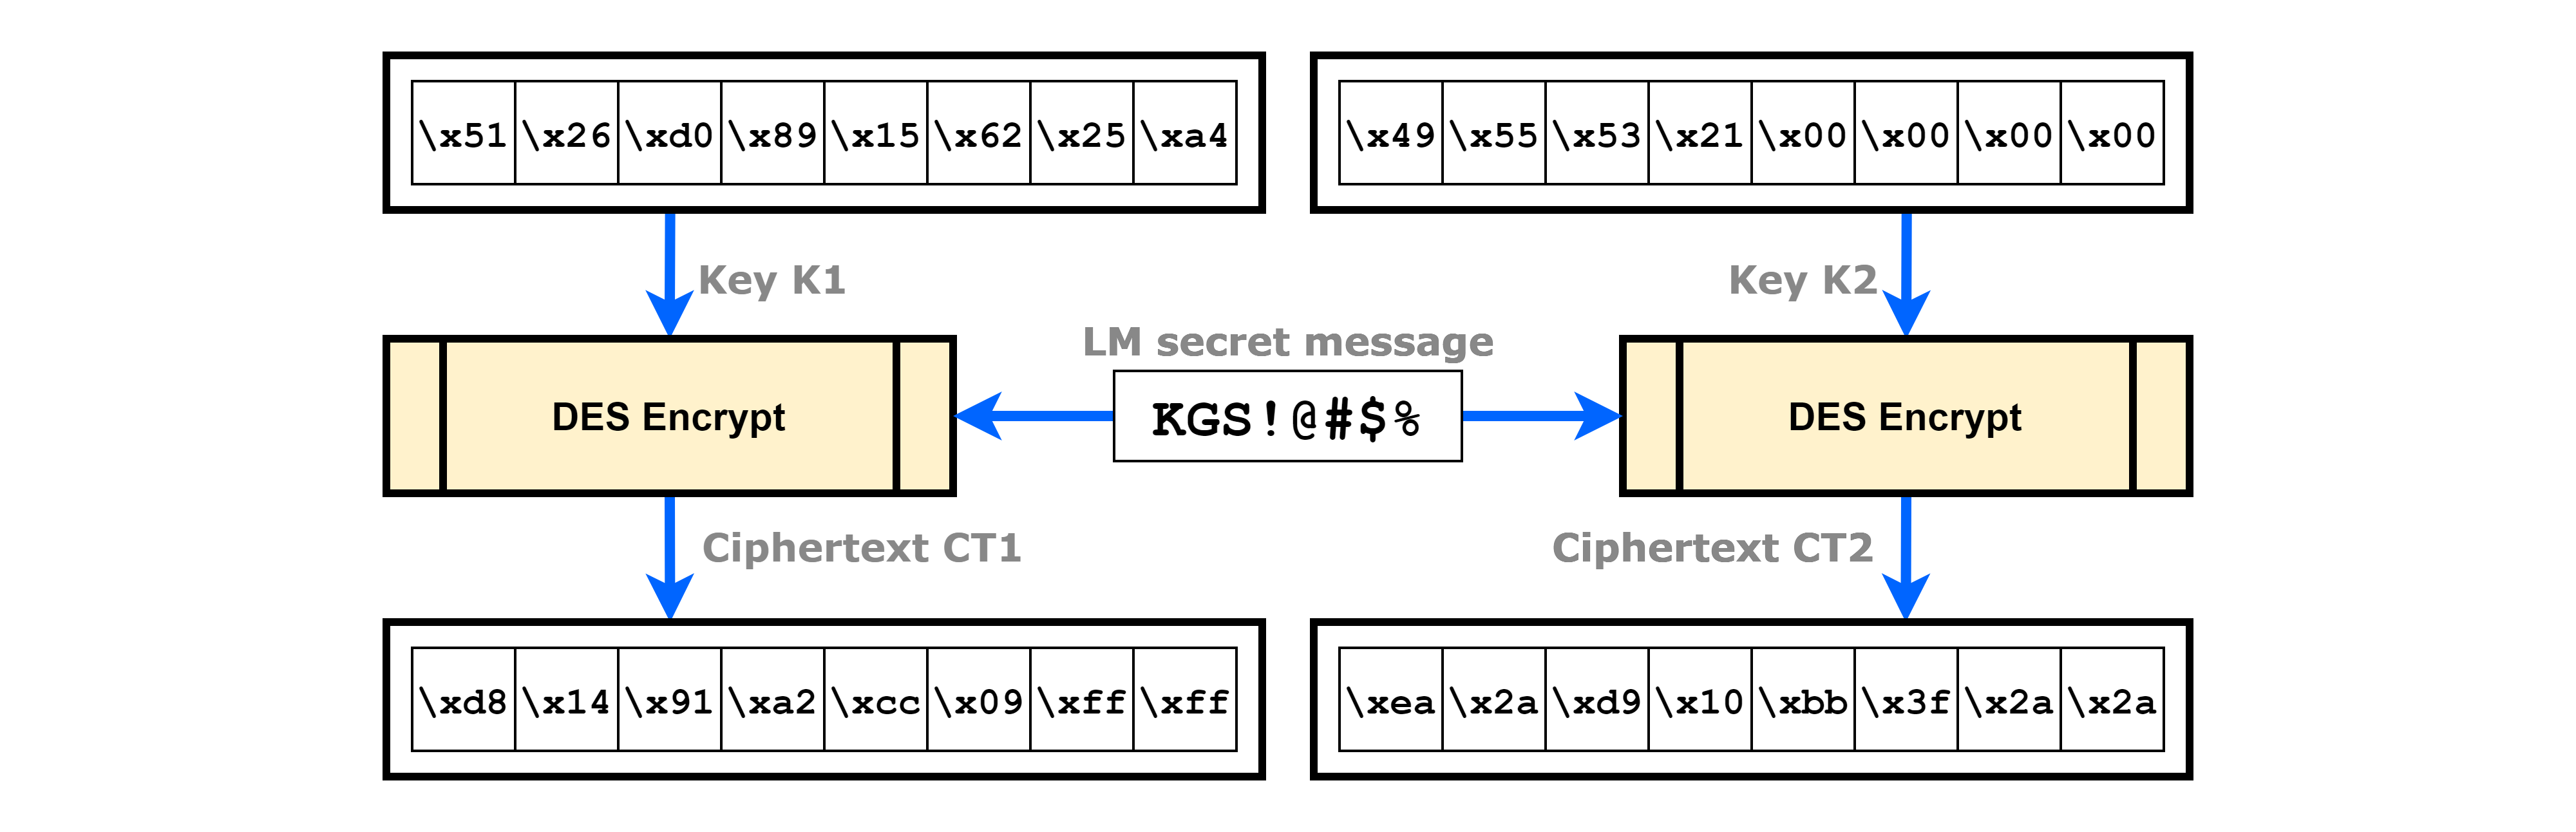 \x51 \x26 \xd0 \x89 \x15 \x62 \x25 \xa4
\x49 \x55 \x53 \x21 \x00 \x00 \x00 \x00
Key K1
Key K2
LM secret message
DES Encrypt
KGS!@#$%
DES Encrypt
Ciphertext CT1
Ciphertext CT2
\xd8 \x14 \x91 \xa2 \xcc \x09 \xff \xff
\xea \x2a \xd9 \x10 \xbb \x3f \x2a \x2a